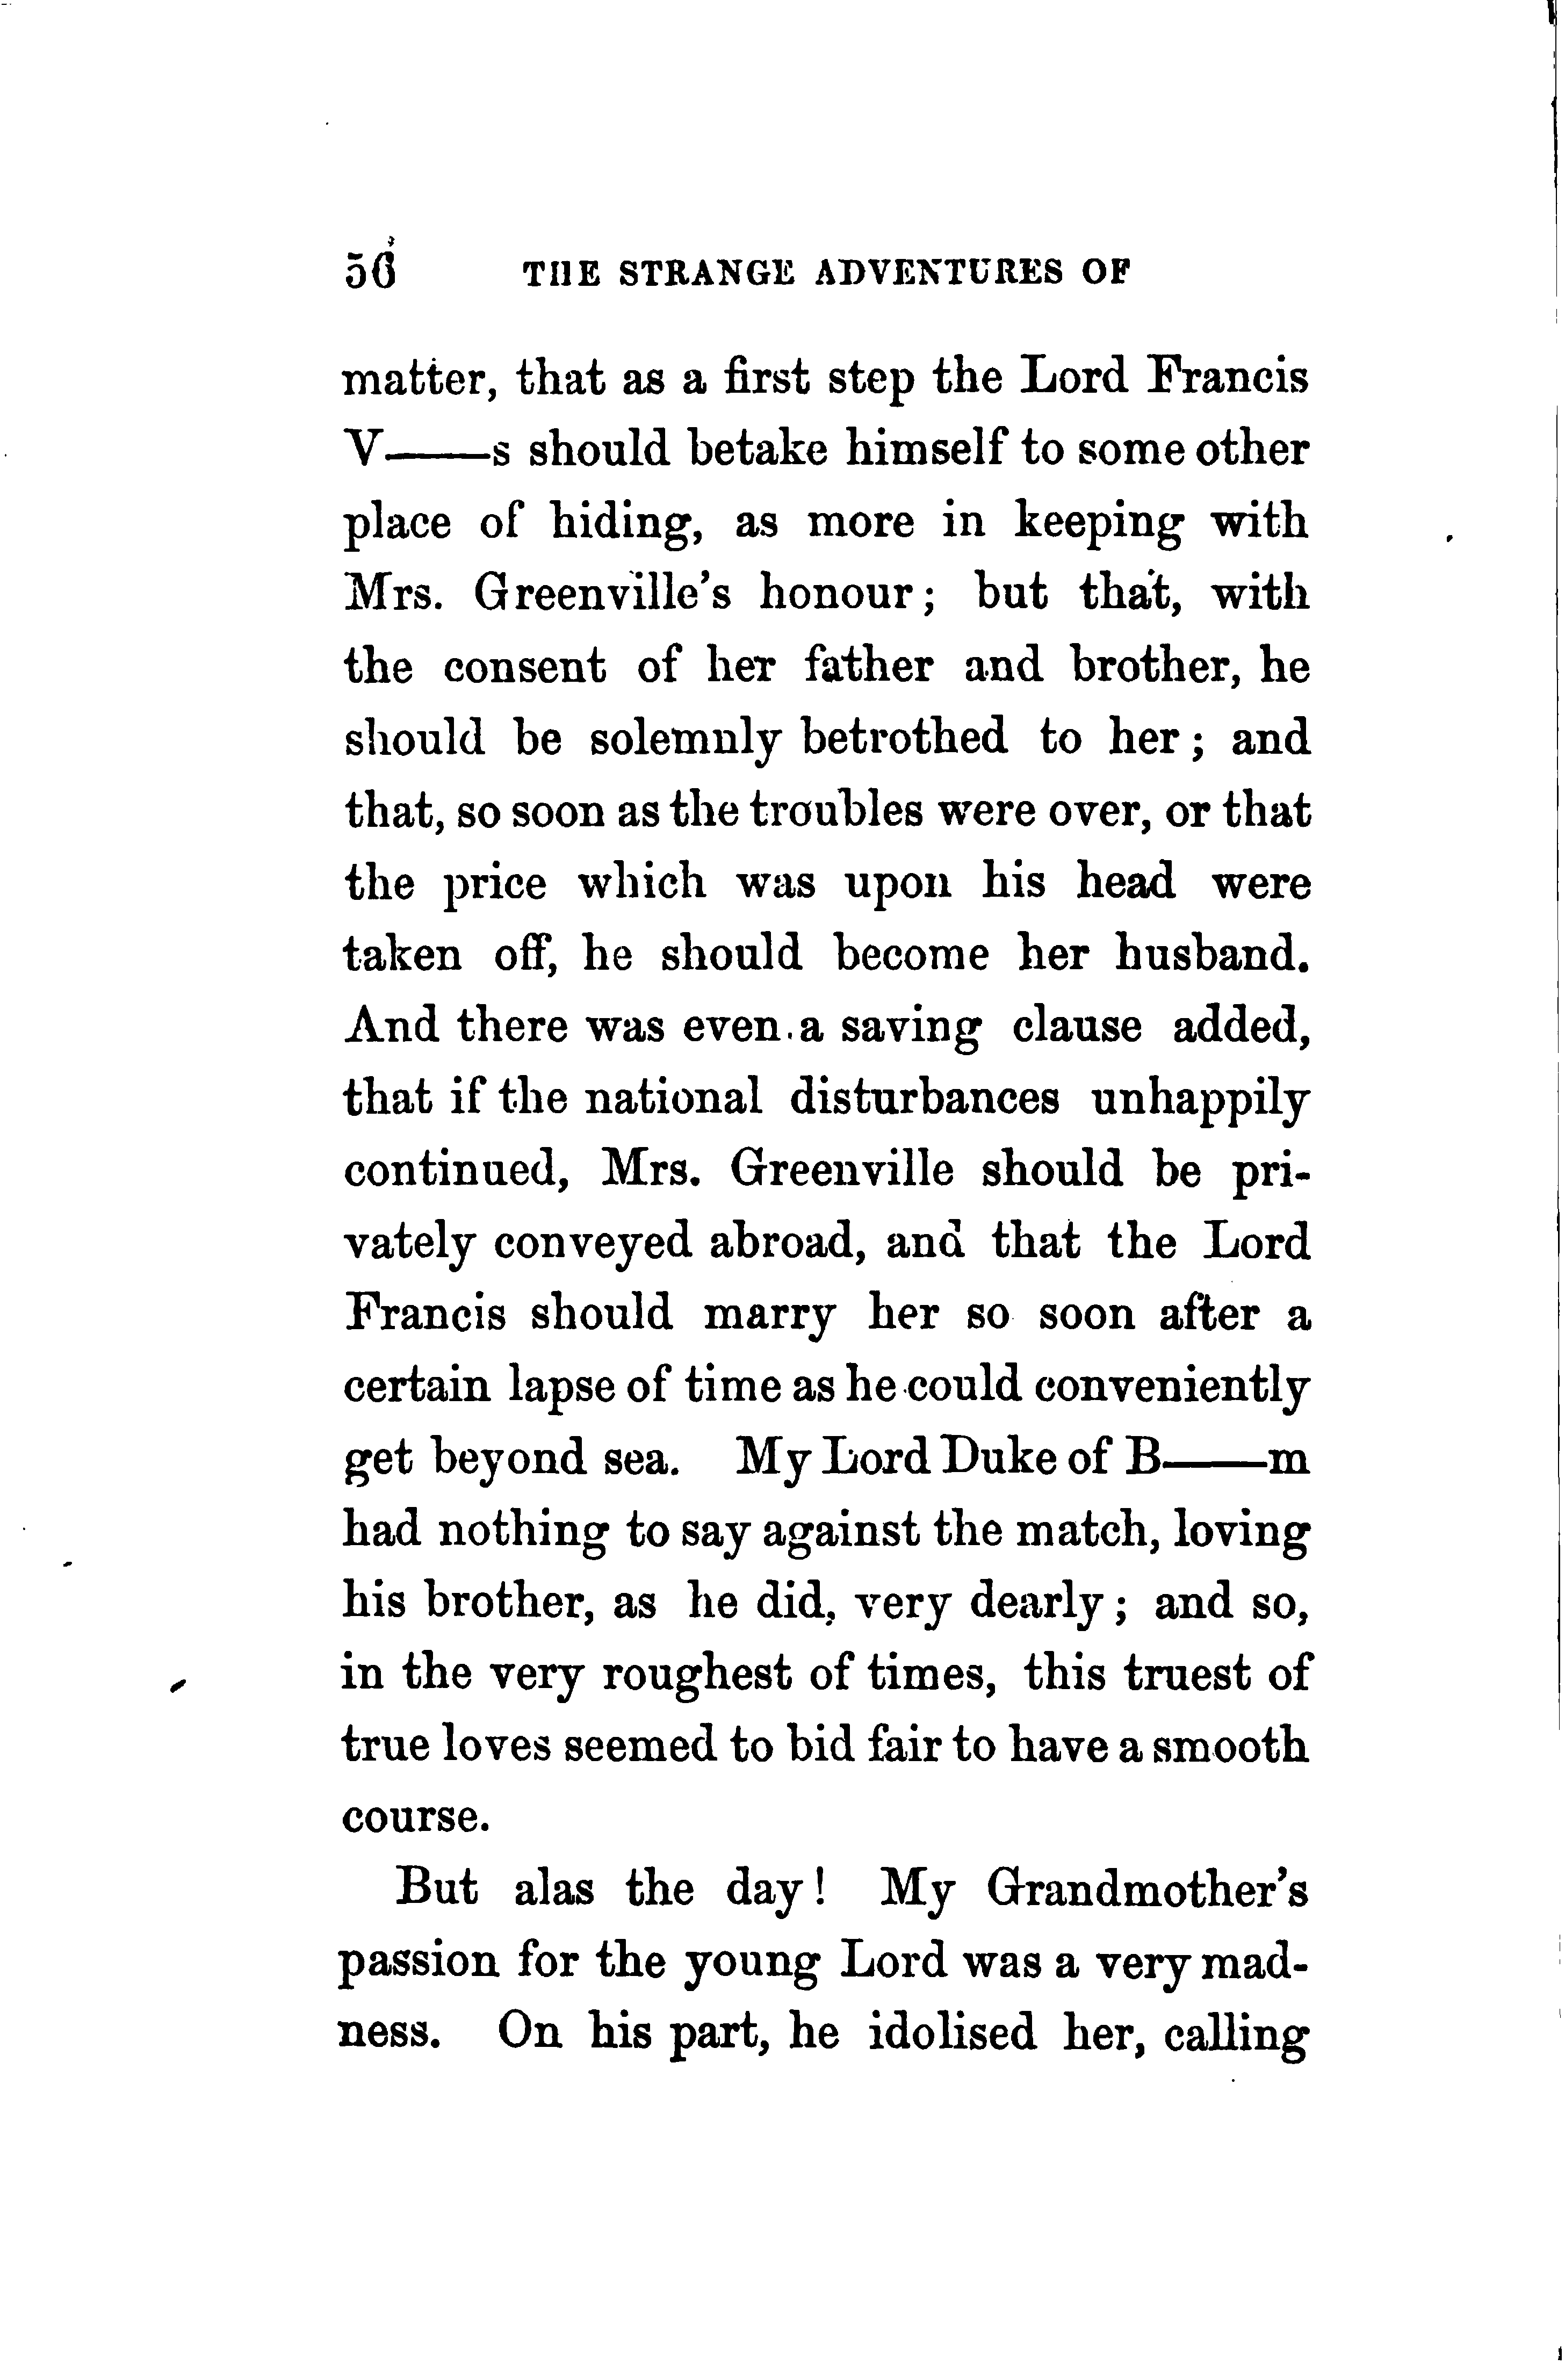 56 THE STRANGE ADVENTURES OF
matter, that as a first step the Lord Francis
V——s should betake himself to some other
place of hiding, as more in keeping with
Mrs. Greenville's honour; but that, with
the consent of her father and brother, he
should be solemnly betrothed to her; and
that, so soon as the troubles were over, or that
the price which was upon his head were
taken off, he should become her husband.
And there was even a saving clause added,
that if the national disturbances unhappily
continued, Mrs. Greenville should be pri-
vately conveyed abroad, and that the Lord
Francis should marry her so soon after a
certain lapse of time as he could conveniently
get beyond sea. My Lord Duke of B——m
had nothing to say against the match, loving
his brother, as he did, very dearly; and so,
in the very roughest of times, this truest of
true loves seemed to bid fair to have a smooth
course.
But alas the day! My Grandmother's
passion for the young Lord was a very mad-
ness. On his part, he idolised her, calling